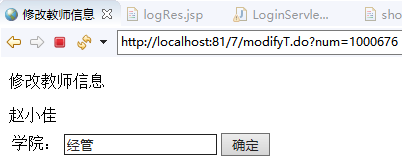 修改教师信息 logRes.jsp LoginServle... sho
http://localhost:81/7/modifyT.do?num=1000676
修改教师信息
赵小佳
学院： 经管 确定